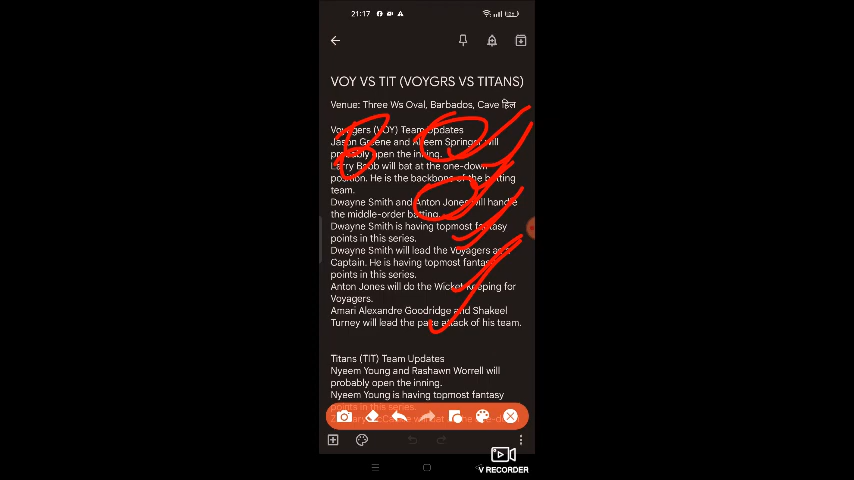 21:17
VOY VS TIT (VOYGRS VS TITANS)
Venue: Three Ws Oval, Barbados, Cave हिल
Voyagers (VOY) Team Updates
Jason Greene and Akeem Springer will
probably open the inning.
Larry Babb will bat at the one-down
position. He is the backbone of the batting
team.
Dwayne Smith and Anton Jones will handle
the middle-order batting.
Dwayne Smith is having topmost fantasy
points in this series.
Dwayne Smith will lead the Voyagers as a
Captain. He is having topmost fantasy
points in this series.
Anton Jones will do the Wicket Keeping for
Voyagers.
Amari Alexandre Goodridge and Shakeel
Turney will lead the pace attack of his team.
Titans (TIT) Team Updates
Nyeem Young and Rashawn Worrell will
probably open the inning.
Nyeem Young is having topmost fantasy
points in this series.
V RECORDER